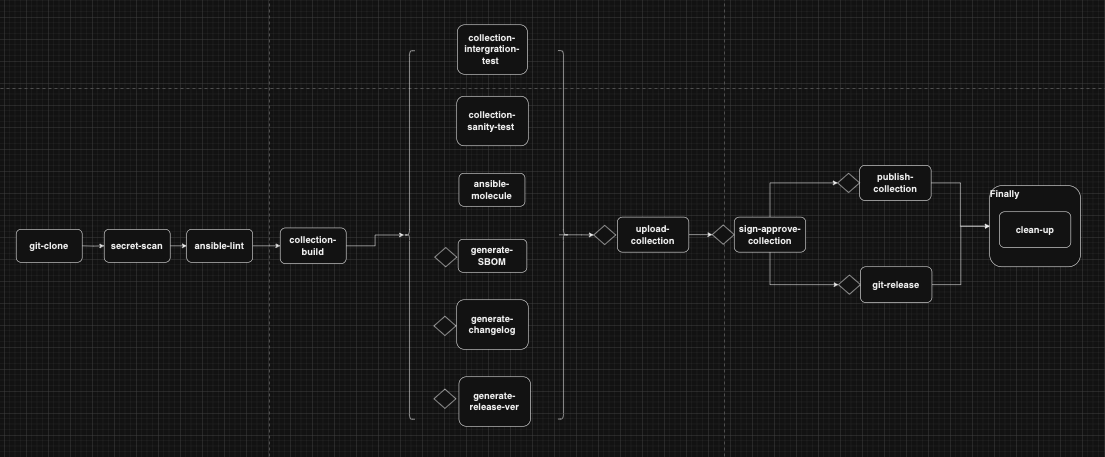 git-clone
secret-scan
ansible-lint
collection-
build
collection-
intergration-
test
collection-
sanity-test
ansible-
molecule
generate-
SBOM
generate-
changelog
generate-
release-ver
upload-
collection
sign-approve-
collection
publish-
collection
git-release
Finally
clean-up